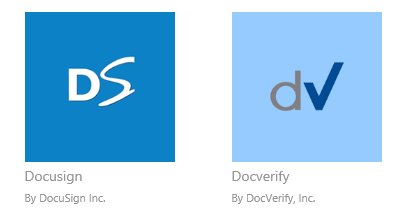 DS
dv
Docusign
Docverify
By DocuSign Inc.
By DocVerify, Inc.